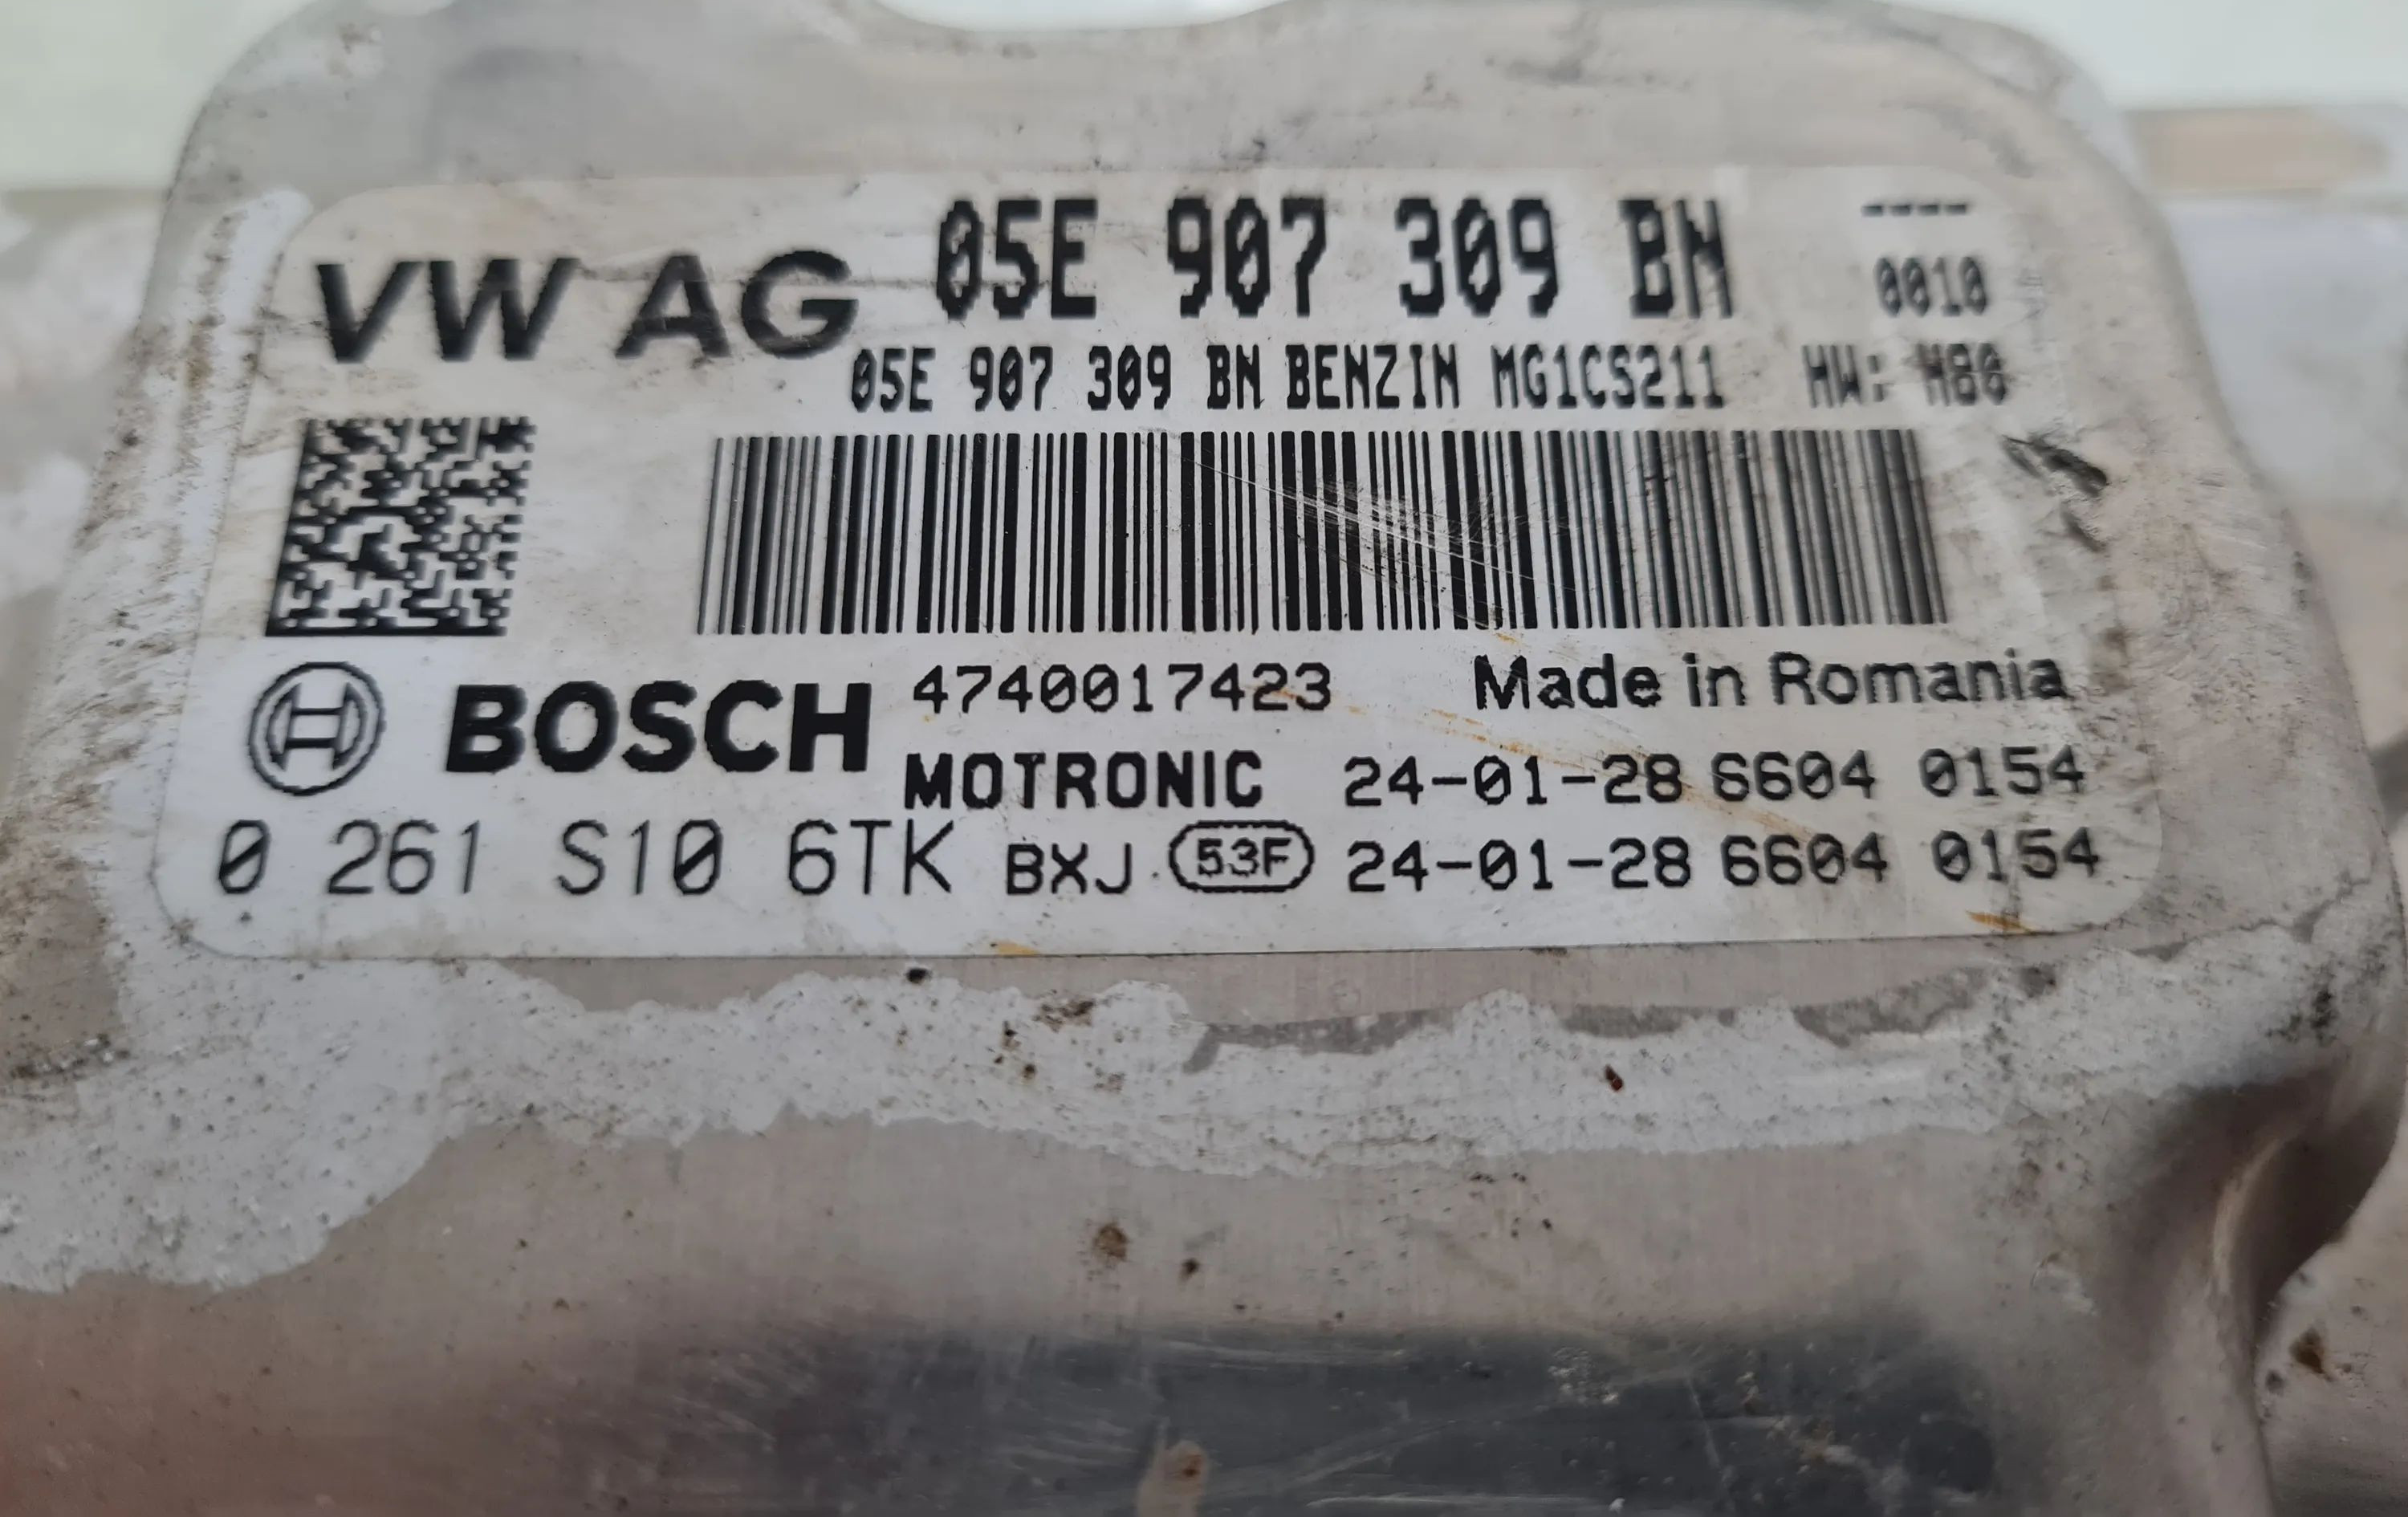 VW AG 05E 907 309 BN ----
0010
05E 907 309 BN BENZIN MG1CS211 HW: H80
BOSCH 4740017423 Made in Romania
MOTRONIC 24-01-28 6604 0154
0 261 S10 6TK BXJ 53F 24-01-28 6604 0154